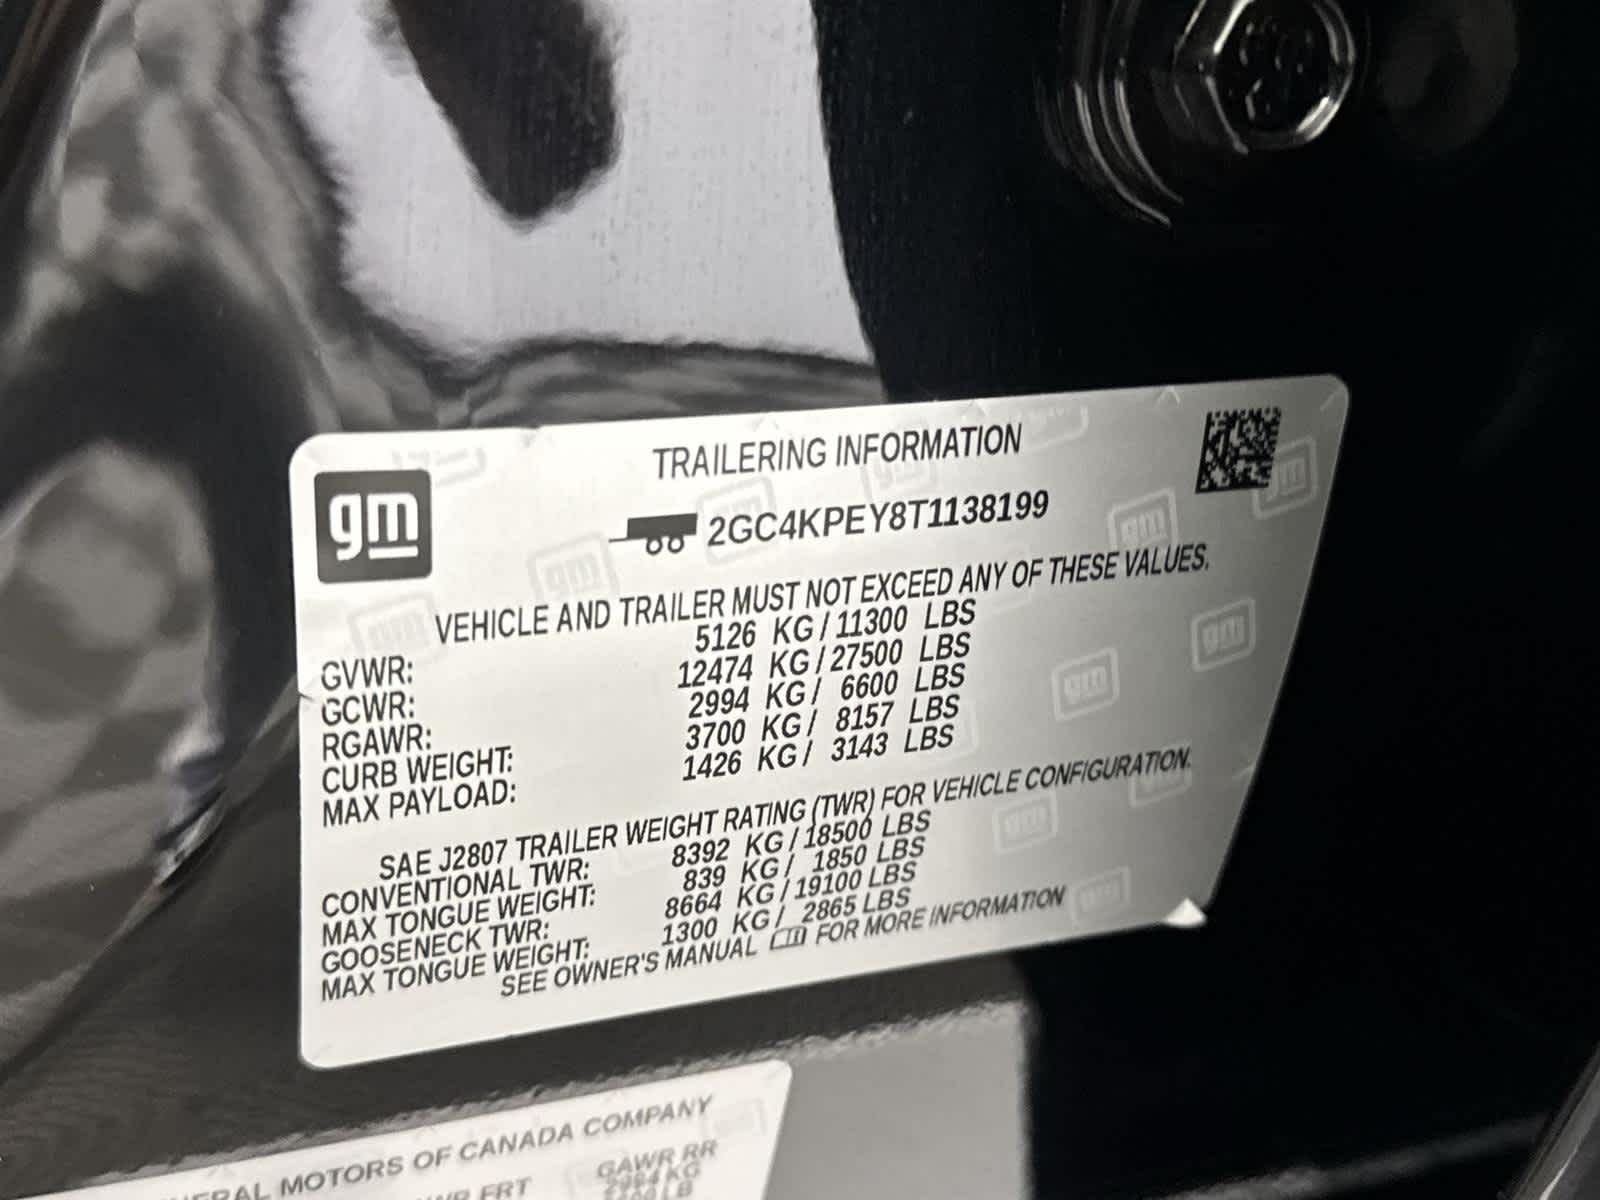 gm
TRAILERING INFORMATION
2GC4KPEY8T1138199
VEHICLE AND TRAILER MUST NOT EXCEED ANY OF THESE VALUES.
GVWR: 5126 KG / 11300 LBS
GCWR: 12474 KG / 27500 LBS
RGAWR: 2994 KG / 6600 LBS
CURB WEIGHT: 3700 KG / 8157 LBS
MAX PAYLOAD: 1426 KG / 3143 LBS
SAE J2807 TRAILER WEIGHT RATING (TWR) FOR VEHICLE CONFIGURATION.
CONVENTIONAL TWR: 8392 KG / 18500 LBS
MAX TONGUE WEIGHT: 839 KG / 1850 LBS
GOOSENECK TWR: 8664 KG / 19100 LBS
MAX TONGUE WEIGHT: 1300 KG / 2865 LBS
SEE OWNER'S MANUAL FOR MORE INFORMATION
MOTORS OF CANADA COMPANY
FRT GAWR RR
2994 KG